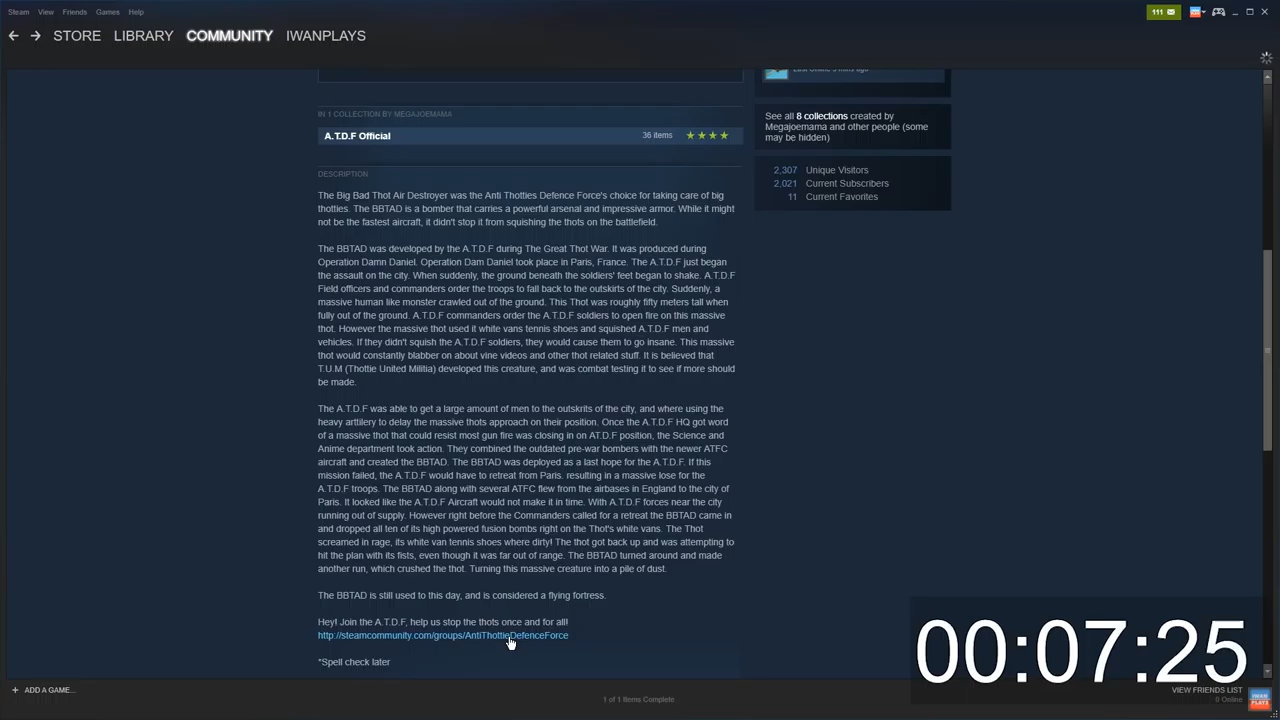 Steam View Friends Games Help
111
STORE LIBRARY COMMUNITY IWANPLAYS
IN 1 COLLECTION BY MEGAJOEMAMA
A.T.D.F Official 36 items
DESCRIPTION
The Big Bad Thot Air Destroyer was the Anti Thotties Defence Force's choice for taking care of big
thotties. The BBTAD is a bomber that carries a powerful arsenal and impressive armor. While it might
not be the fastest aircraft, it didn't stop it from squishing the thots on the battlefield.
The BBTAD was developed by the A.T.D.F during The Great Thot War. It was produced during
Operation Damn Daniel. Operation Dam Daniel took place in Paris, France. The A.T.D.F just began
the assault on the city. When suddenly, the ground beneath the soldiers' feet began to shake. A.T.D.F
Field officers and commanders order the troops to fall back to the outskirts of the city. Suddenly, a
massive human like monster crawled out of the ground. This Thot was roughly fifty meters tall when
fully out of the ground. A.T.D.F commanders order the A.T.D.F soldiers to open fire on this massive
thot. However the massive thot used it white vans tennis shoes and squished A.T.D.F men and
vehicles. If they didn't squish the A.T.D.F soldiers, they would cause them to go insane. This massive
thot would constantly blabber on about vine videos and other thot related stuff. It is believed that
T.U.M (Thottie United Militia) developed this creature, and was combat testing it to see if more should
be made.
The A.T.D.F was able to get a large amount of men to the outskrits of the city, and where using the
heavy arttilery to delay the massive thots approach on their position. Once the A.T.D.F HQ got word
of a massive thot that could resist most gun fire was closing in on AT.D.F position, the Science and
Anime department took action. They combined the outdated pre-war bombers with the newer ATFC
aircraft and created the BBTAD. The BBTAD was deployed as a last hope for the A.T.D.F. If this
mission failed, the A.T.D.F would have to retreat from Paris. resulting in a massive lose for the
A.T.D.F troops. The BBTAD along with several ATFC flew from the airbases in England to the city of
Paris. It looked like the A.T.D.F Aircraft would not make it in time. With A.T.D.F forces near the city
running out of supply. However right before the Commanders called for a retreat the BBTAD came in
and dropped all ten of its high powered fusion bombs right on the Thot's white vans. The Thot
screamed in rage, its white van tennis shoes where dirty! The thot got back up and was attempting to
hit the plan with its fists, even though it was far out of range. The BBTAD turned around and made
another run, which crushed the thot. Turning this massive creature into a pile of dust.
The BBTAD is still used to this day, and is considered a flying fortress.
Hey! Join the A.T.D.F, help us stop the thots once and for all!
http://steamcommunity.com/groups/AntiThottieDefenceForce
*Spell check later
See all 8 collections created by
Megajoemama and other people (some
may be hidden)
2,307 Unique Visitors
2,021 Current Subscribers
11 Current Favorites
00:07:25
+ ADD A GAME...
1 of 1 Items Complete
VIEW FRIENDS LIST
0 Online
IWAN
PLAYS